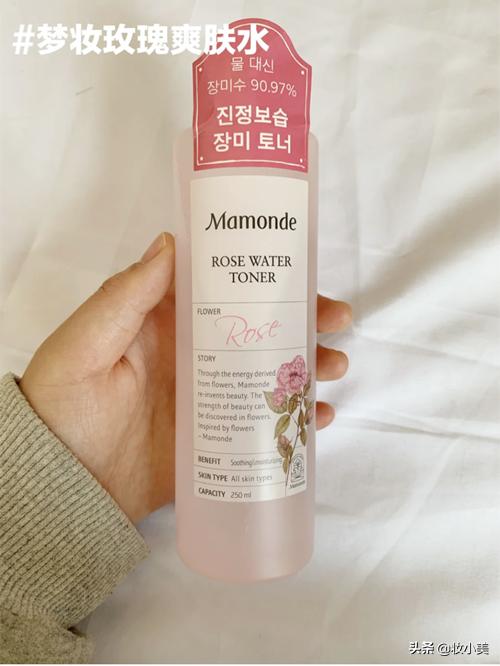 #梦妆玫瑰爽肤水
물 대신
장미수 90.97%
진정보습
장미 토너
Mamonde
ROSE WATER
TONER
FLOWER
Rose
STORY
Through the energy derived
from flowers, Mamonde
re-invents beauty. The
strength of beauty can
be discovered in flowers.
Inspired by flowers
– Mamonde
BENEFIT Soothing\moisturizing
SKIN TYPE All skin types
CAPACITY 250 ml
Mamonde
头条 @妆小美